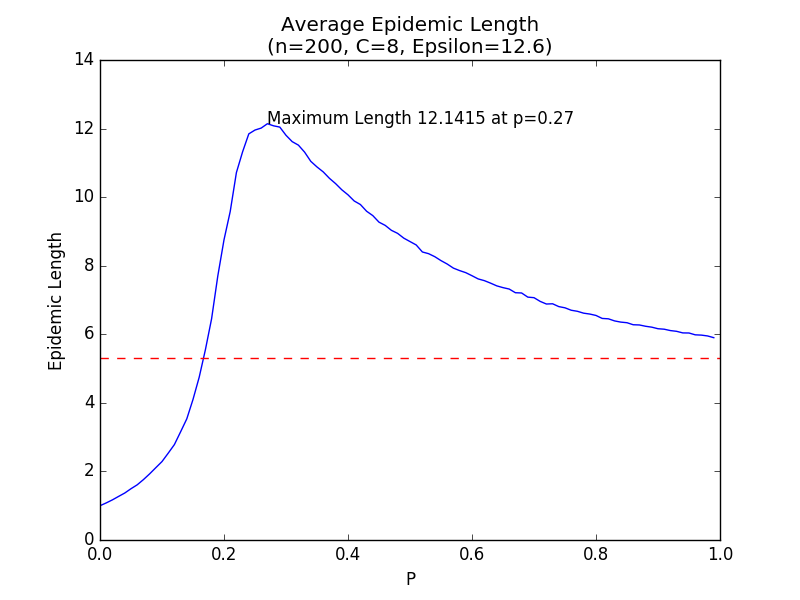 Average Epidemic Length
(n=200, C=8, Epsilon=12.6)
14
12
10
8
6
4
2
0
Epidemic Length
Maximum Length 12.1415 at p=0.27
0.0 0.2 0.4 0.6 0.8 1.0
P